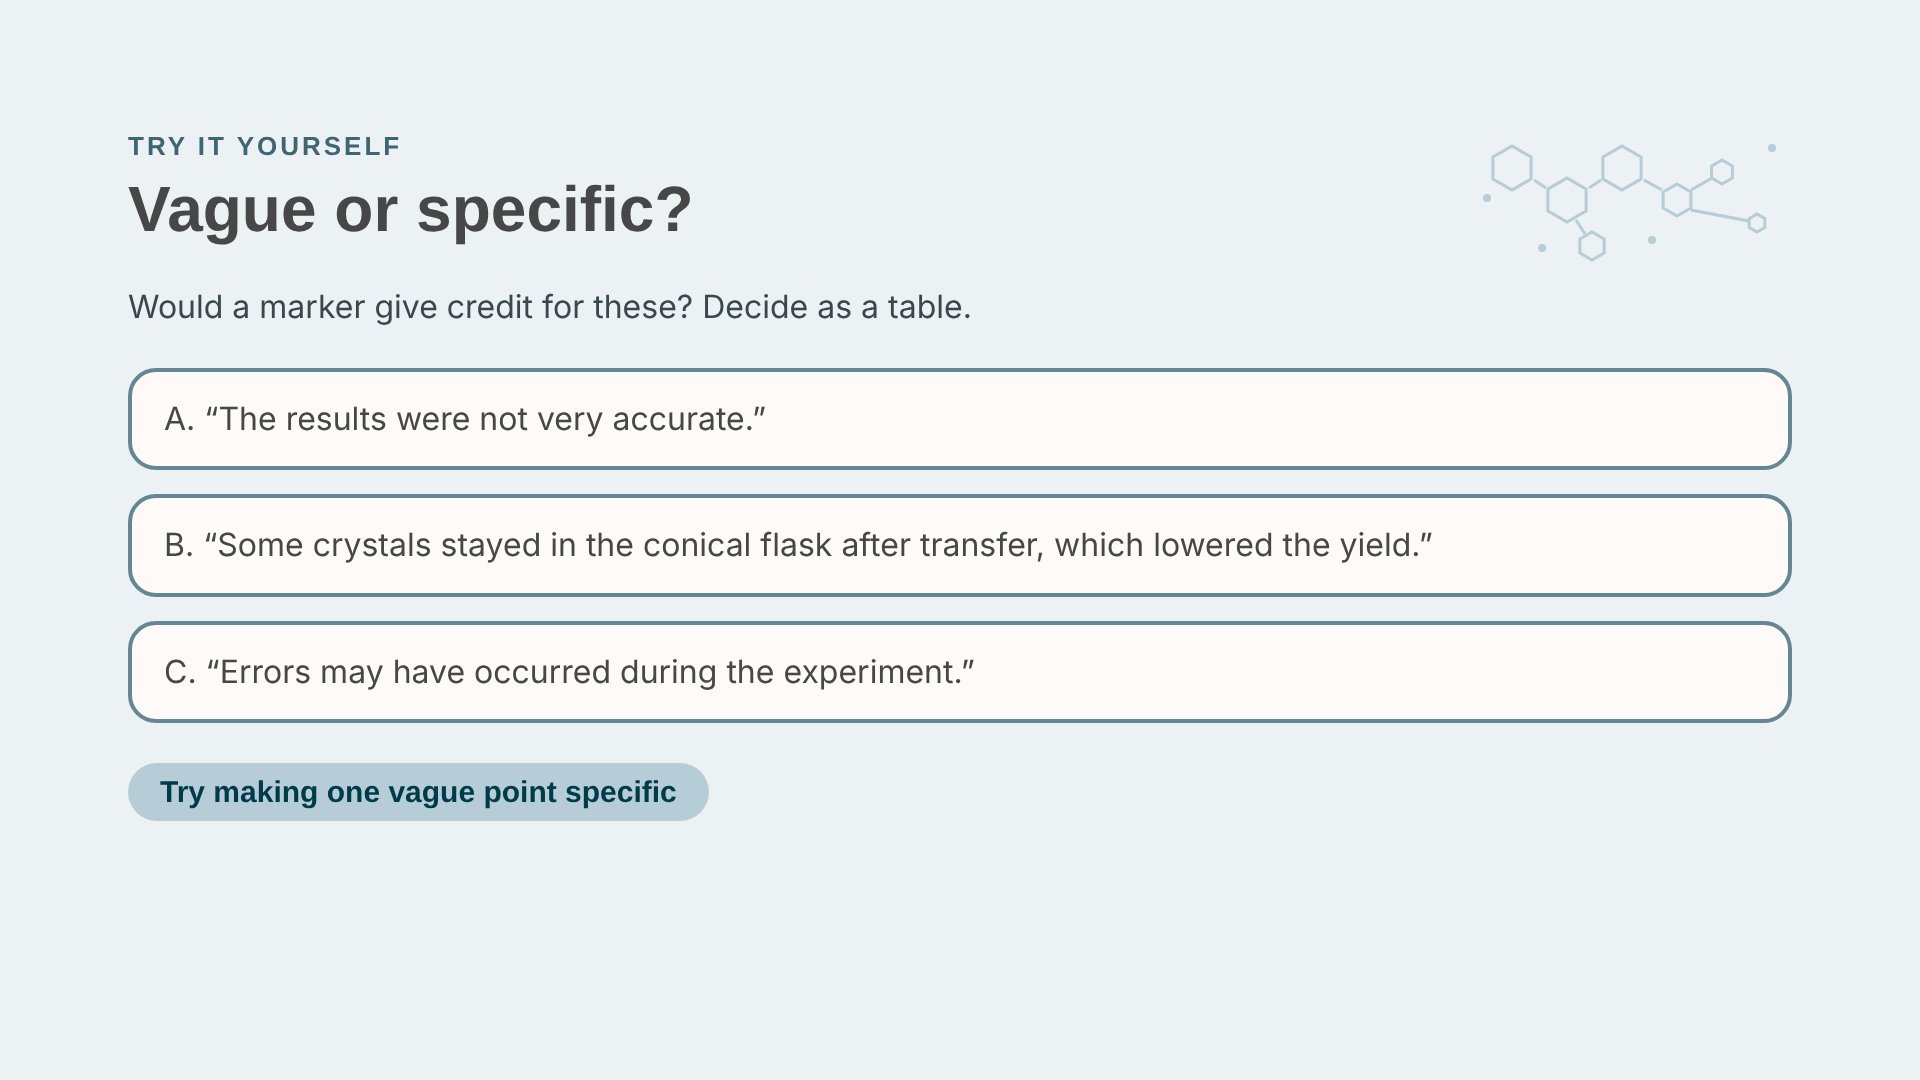 TRY IT YOURSELF
Vague or specific?
Would a marker give credit for these? Decide as a table.
A. “The results were not very accurate.”
B. “Some crystals stayed in the conical flask after transfer, which lowered the yield.”
C. “Errors may have occurred during the experiment.”
Try making one vague point specific